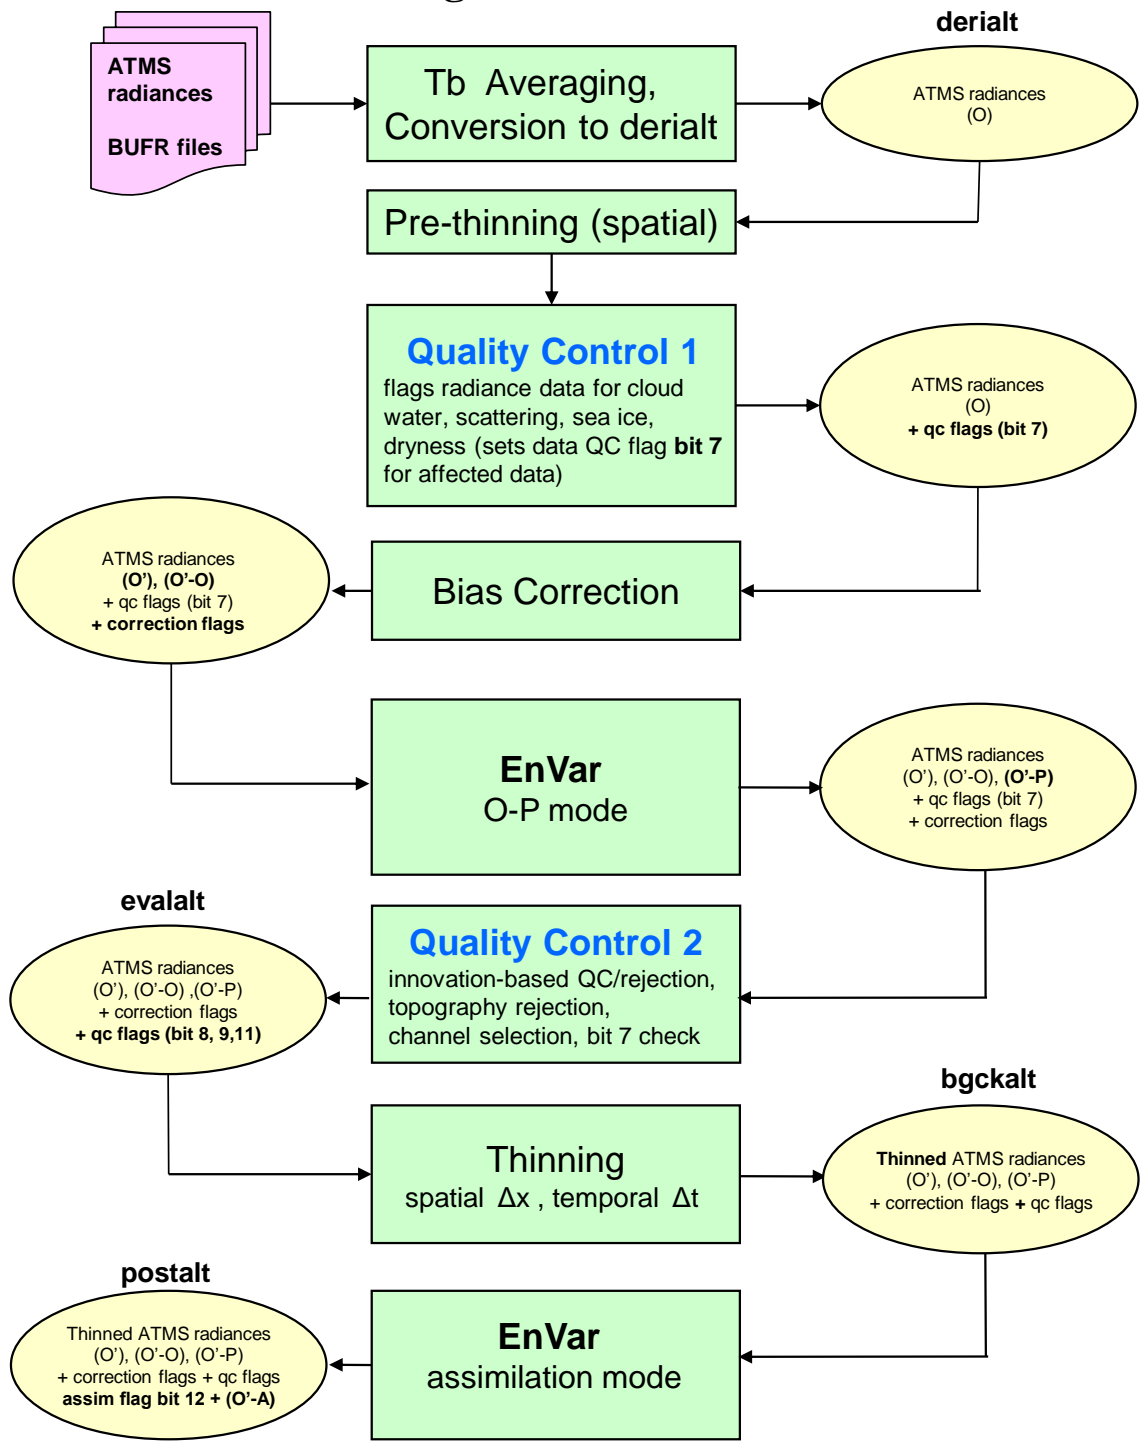 derialt
ATMS
radiances
BUFR files
Tb Averaging,
Conversion to derialt
ATMS radiances
(O)
Pre-thinning (spatial)
Quality Control 1
flags radiance data for cloud
water, scattering, sea ice,
dryness (sets data QC flag bit 7
for affected data)
ATMS radiances
(O)
+ qc flags (bit 7)
ATMS radiances
(O’), (O’-O)
+ qc flags (bit 7)
+ correction flags
Bias Correction
EnVar
O-P mode
ATMS radiances
(O’), (O’-O), (O’-P)
+ qc flags (bit 7)
+ correction flags
evalalt
ATMS radiances
(O’), (O’-O) ,(O’-P)
+ correction flags
+ qc flags (bit 8, 9,11)
Quality Control 2
innovation-based QC/rejection,
topography rejection,
channel selection, bit 7 check
bgckalt
Thinning
spatial Δx , temporal Δt
Thinned ATMS radiances
(O’), (O’-O), (O’-P)
+ correction flags + qc flags
postalt
Thinned ATMS radiances
(O’), (O’-O), (O’-P)
+ correction flags + qc flags
assim flag bit 12 + (O’-A)
EnVar
assimilation mode